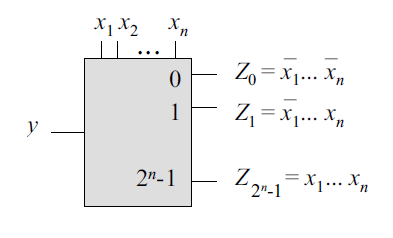 x₁ x₂ xₙ
...
0 Z₀ = x̄₁... x̄ₙ
1 Z₁ = x̄₁... xₙ
y
2ⁿ-1 Z₂ⁿ₋₁ = x₁... xₙ